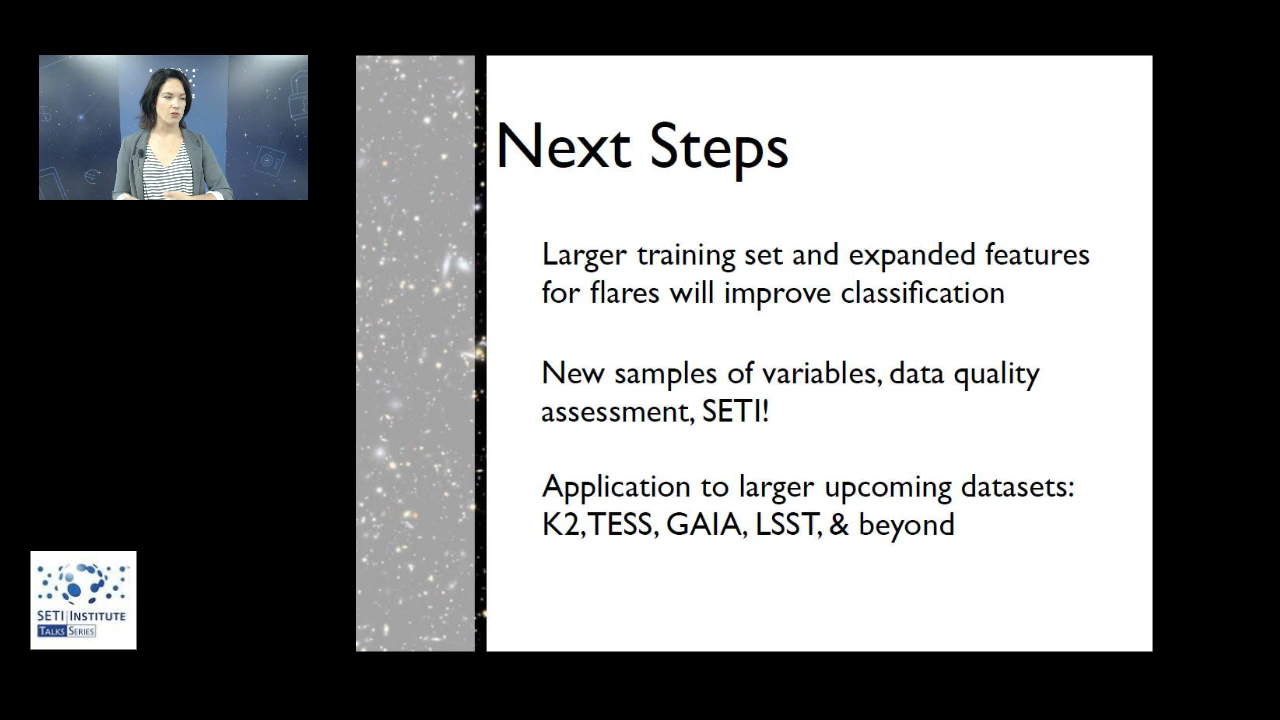 Next Steps
Larger training set and expanded features
for flares will improve classification
New samples of variables, data quality
assessment, SETI!
Application to larger upcoming datasets:
K2, TESS, GAIA, LSST, & beyond
SETI INSTITUTE
TALKS SERIES